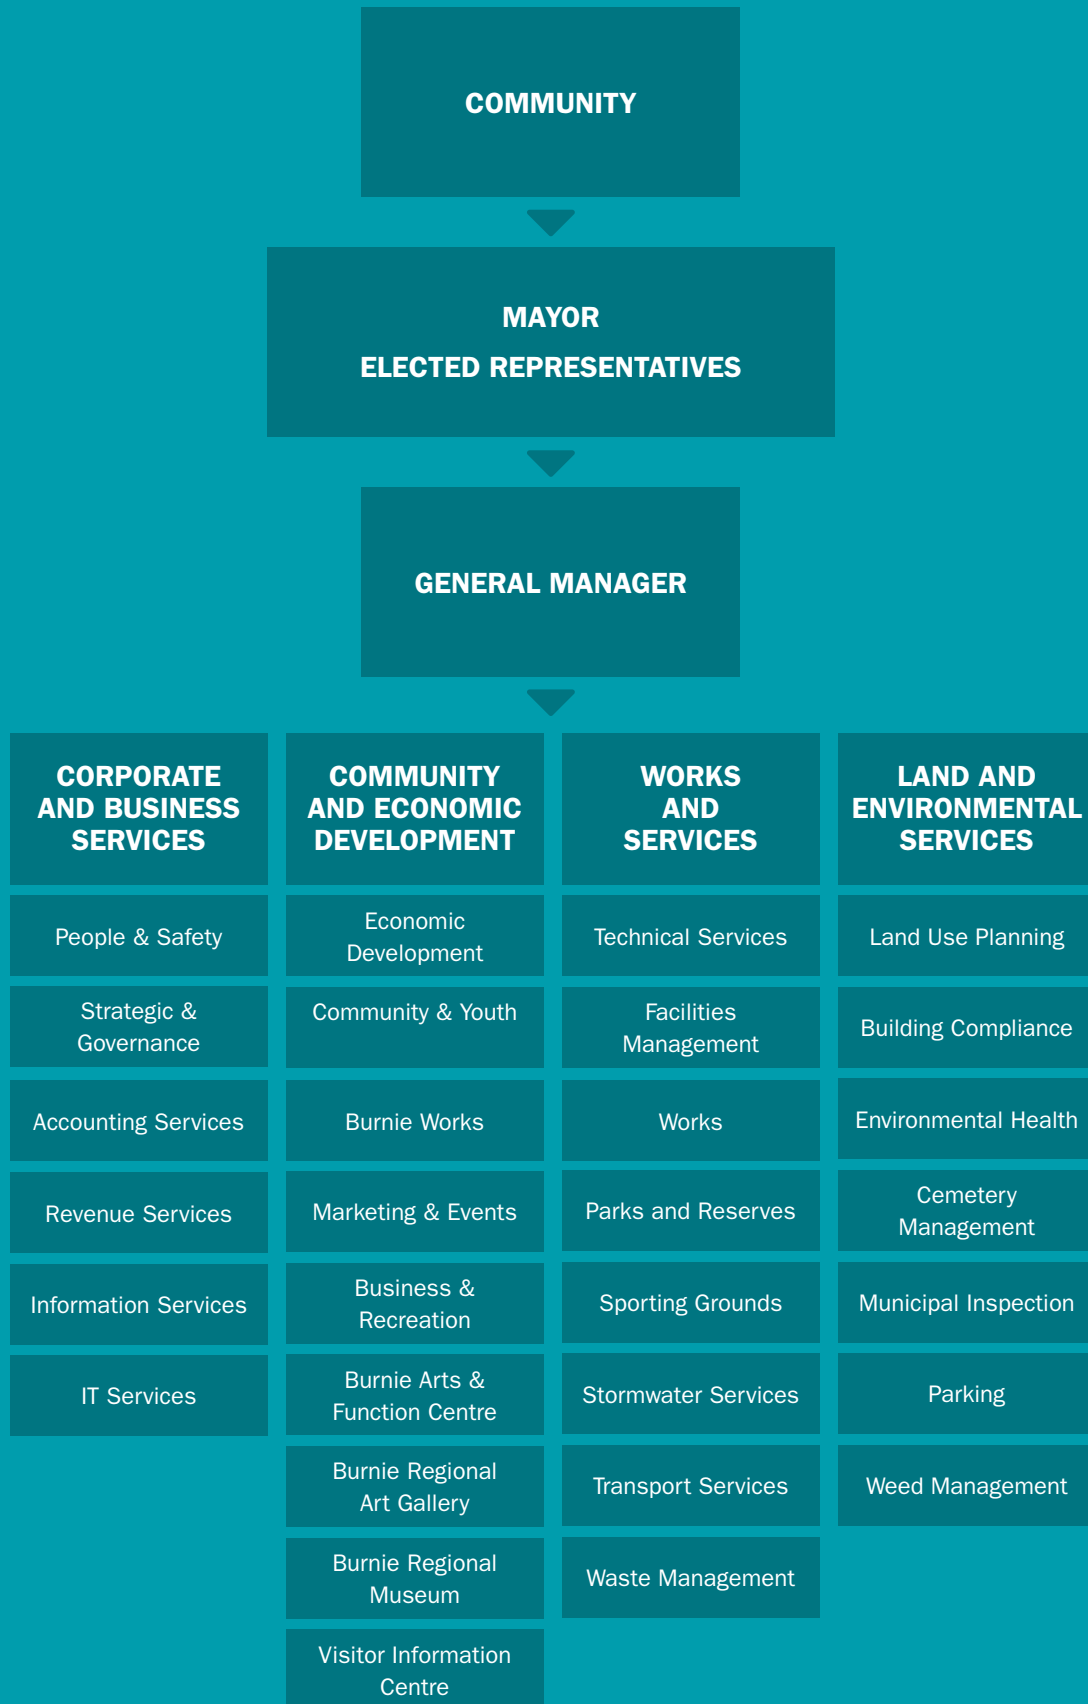 COMMUNITY
MAYOR
ELECTED REPRESENTATIVES
GENERAL MANAGER
CORPORATE
AND BUSINESS
SERVICES
People & Safety
Strategic &
Governance
Accounting Services
Revenue Services
Information Services
IT Services
COMMUNITY
AND ECONOMIC
DEVELOPMENT
Economic
Development
Community & Youth
Burnie Works
Marketing & Events
Business &
Recreation
Burnie Arts &
Function Centre
Burnie Regional
Art Gallery
Burnie Regional
Museum
Visitor Information
Centre
WORKS
AND
SERVICES
Technical Services
Facilities
Management
Works
Parks and Reserves
Sporting Grounds
Stormwater Services
Transport Services
Waste Management
LAND AND
ENVIRONMENTAL
SERVICES
Land Use Planning
Building Compliance
Environmental Health
Cemetery
Management
Municipal Inspection
Parking
Weed Management